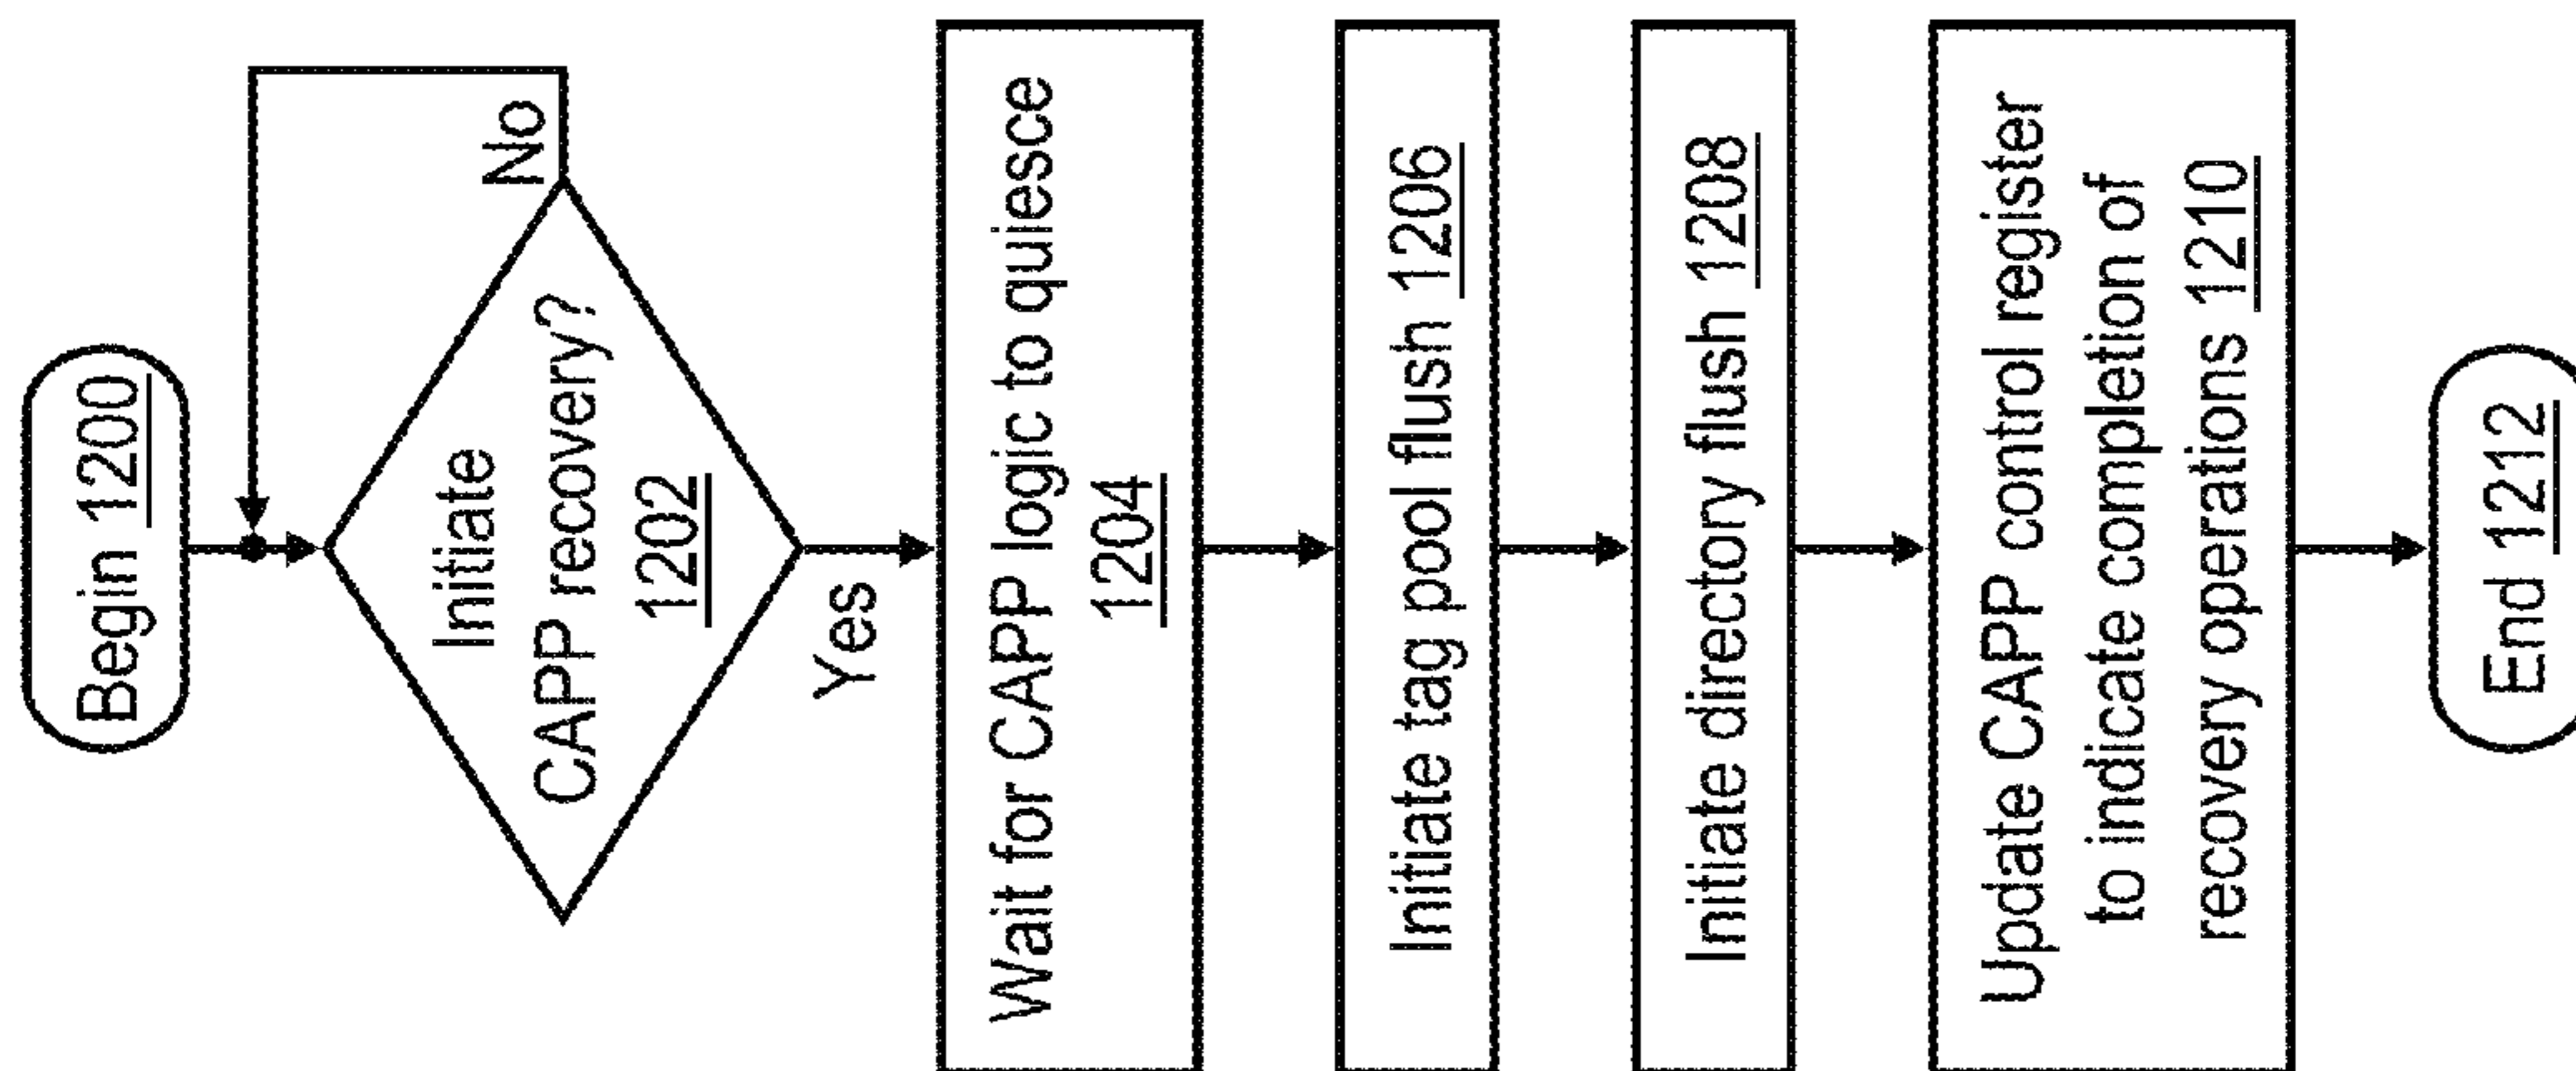 Begin 1200
Initiate
CAPP recovery?
1202
No
Yes
Wait for CAPP logic to quiesce
1204
Initiate tag pool flush 1206
Initiate directory flush 1208
Update CAPP control register
to indicate completion of
recovery operations 1210
End 1212